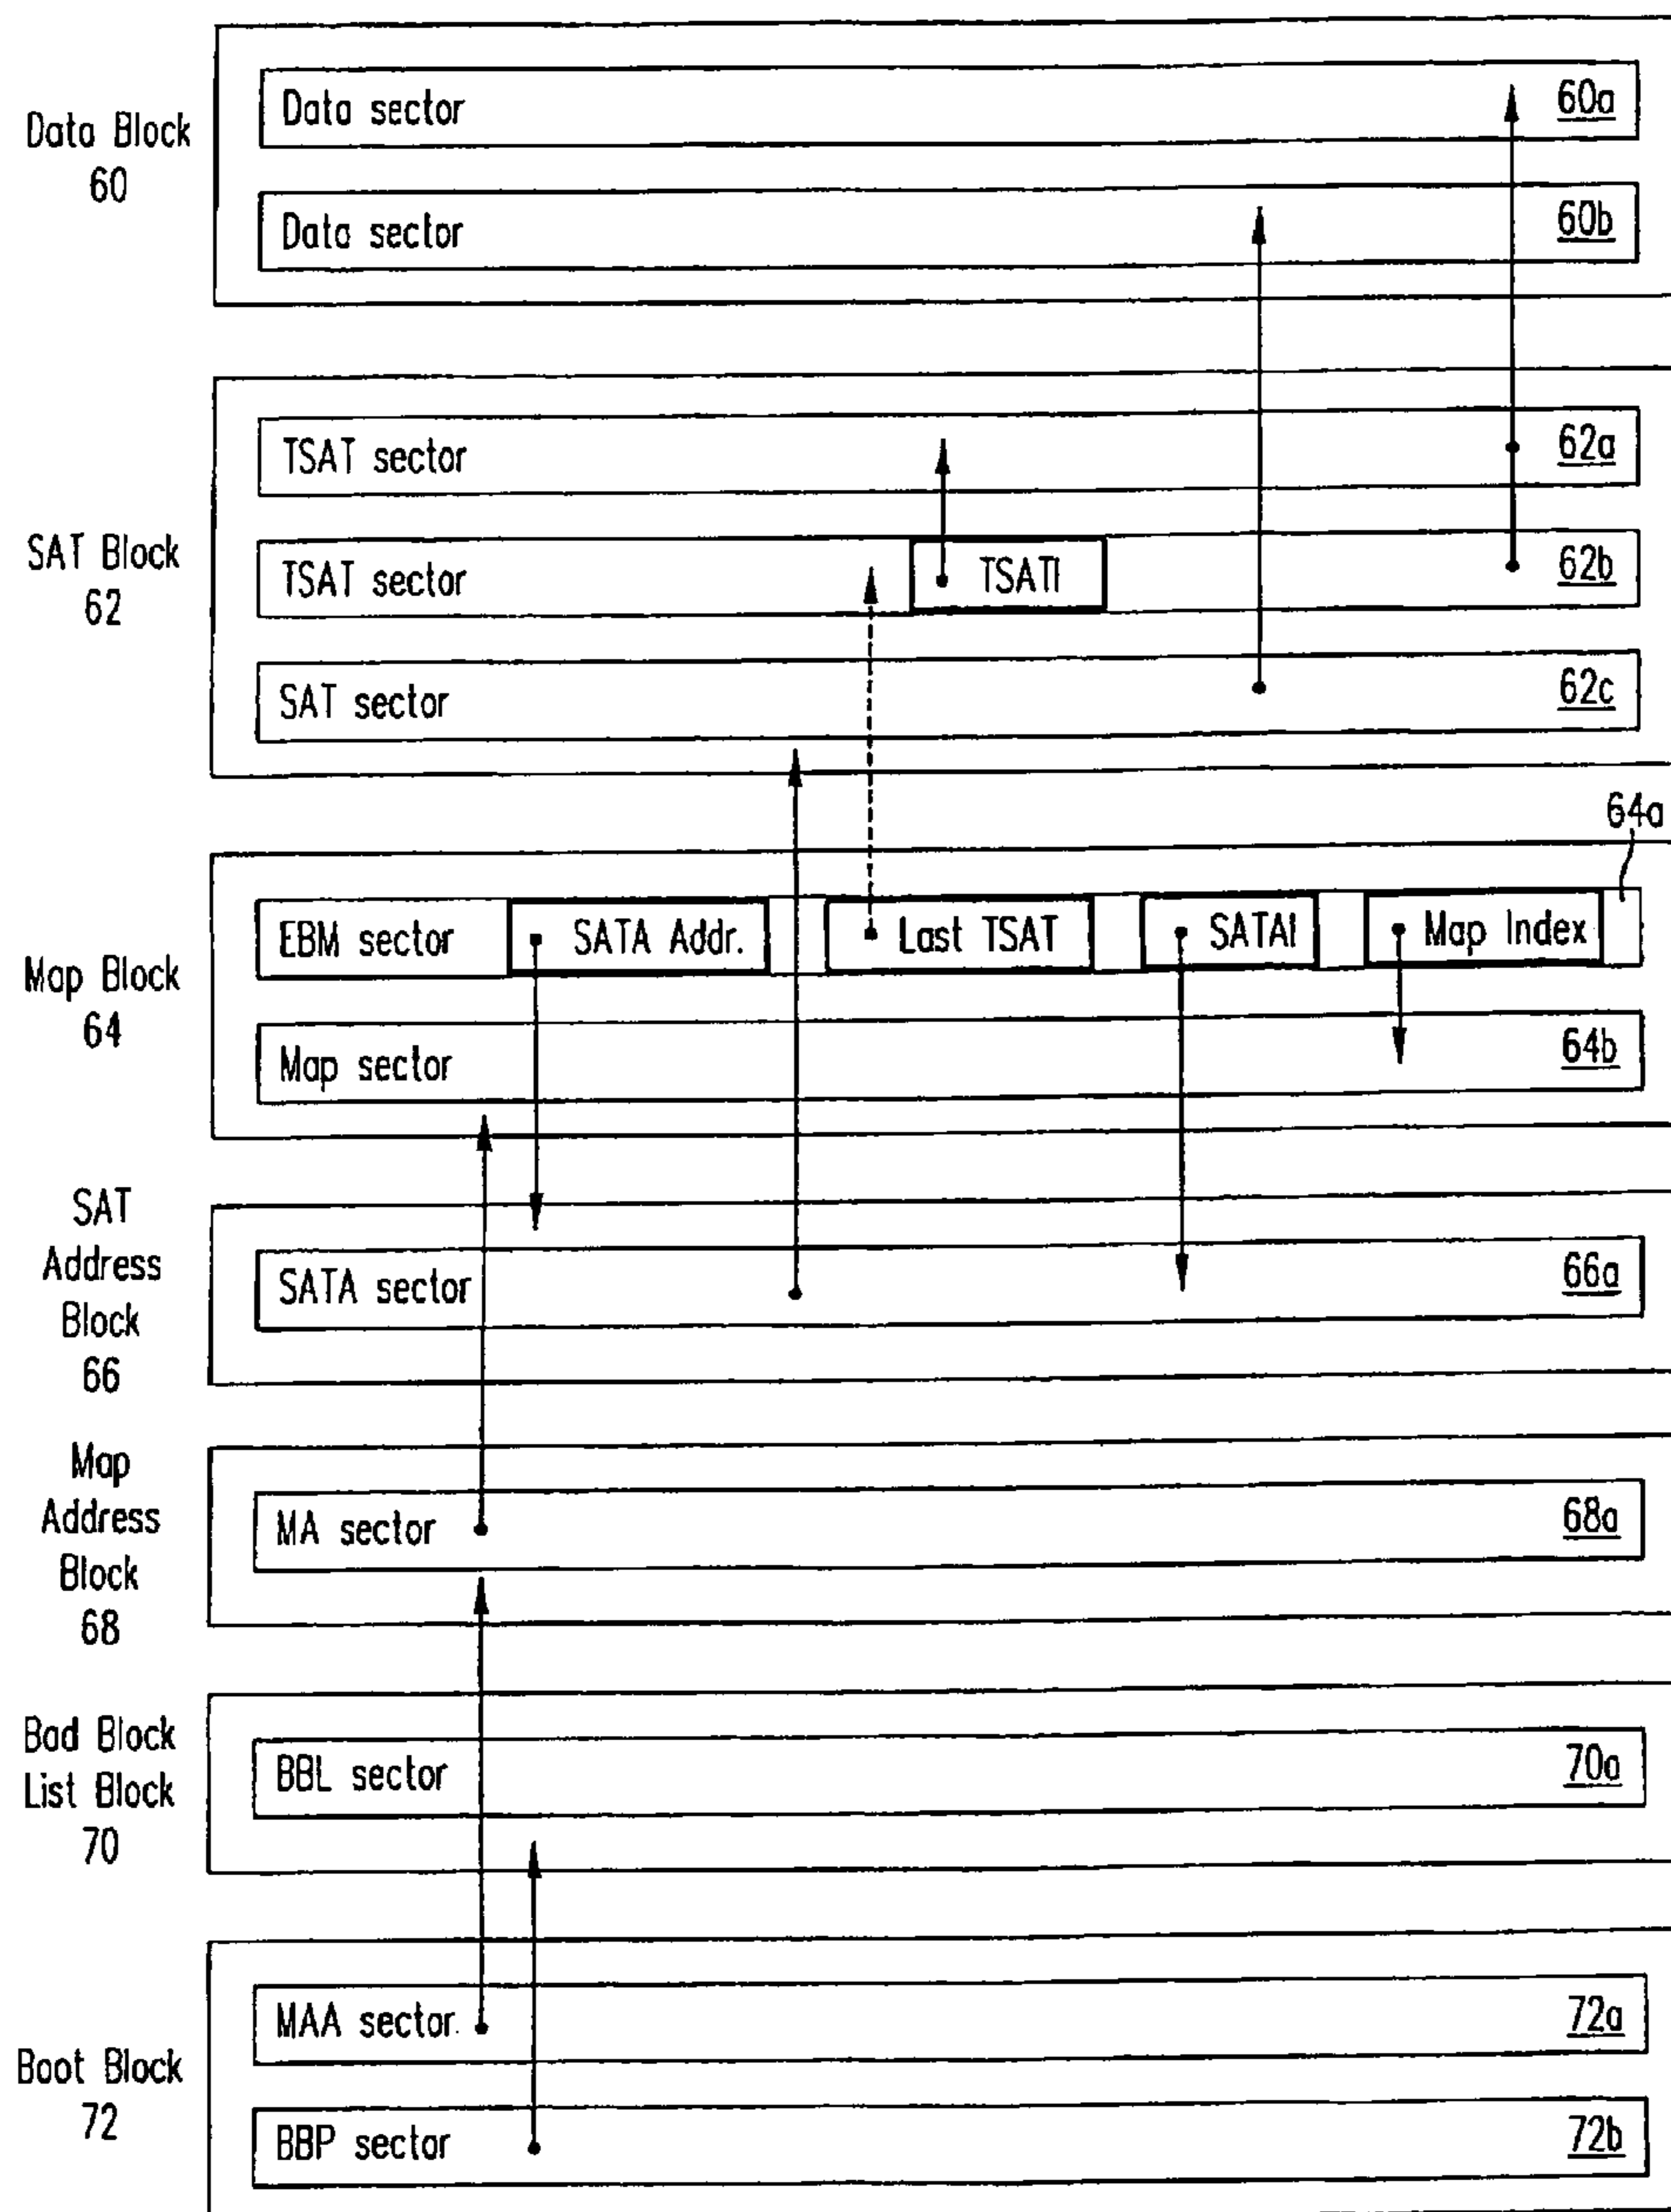 Data Block
60
Data sector 60a
Data sector 60b
SAT Block
62
TSAT sector 62a
TSAT sector TSATI 62b
SAT sector 62c
64a
Map Block
64
EBM sector SATA Addr. Last TSAT SATAI Map Index
Map sector 64b
SAT
Address
Block
66
SATA sector 66a
Map
Address
Block
68
MA sector 68a
Bad Block
List Block
70
BBL sector 70a
Boot Block
72
MAA sector 72a
BBP sector 72b